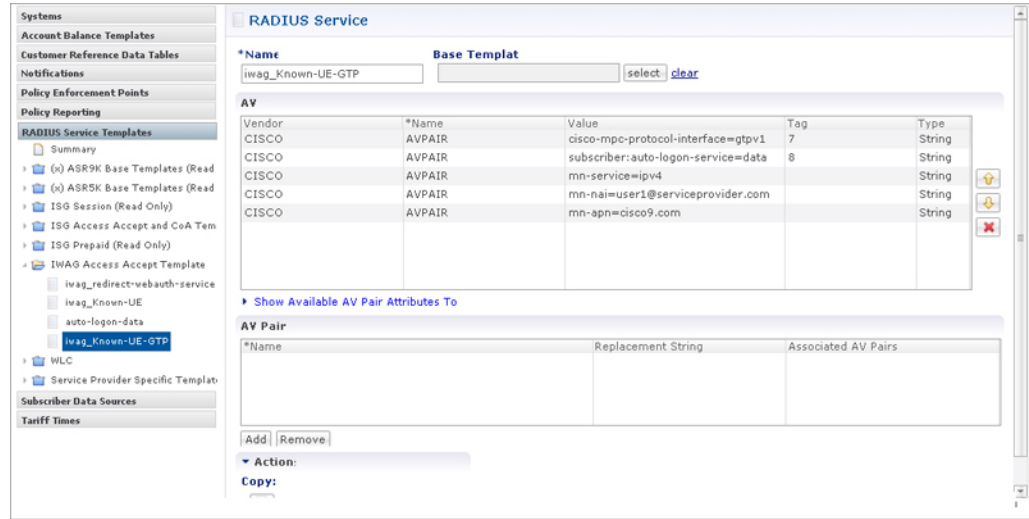 Systems
Account Balance Templates
Customer Reference Data Tables
Notifications
Policy Enforcement Points
Policy Reporting
RADIUS Service Templates
Summary
(x) ASR9K Base Templates (Read
(x) ASR5K Base Templates (Read
ISG Session (Read Only)
ISG Access Accept and CoA Tem
ISG Prepaid (Read Only)
IWAG Access Accept Template
iwag_redirect-webauth-service
iwag_Known-UE
auto-logon-data
iwag_Known-UE-GTP
WLC
Service Provider Specific Templat
Subscriber Data Sources
Tariff Times
RADIUS Service
*Name Base Templat
iwag_Known-UE-GTP select clear
AV
Vendor *Name Value Tag Type
CISCO AVPAIR cisco-mpc-protocol-interface=gtpv1 7 String
CISCO AVPAIR subscriber:auto-logon-service=data 8 String
CISCO AVPAIR mn-service=ipv4 String
CISCO AVPAIR mn-nai=user1@serviceprovider.com String
CISCO AVPAIR mn-apn=cisco9.com String
Show Available AV Pair Attributes To
AV Pair
*Name Replacement String Associated AV Pairs
Add Remove
Action:
Copy: